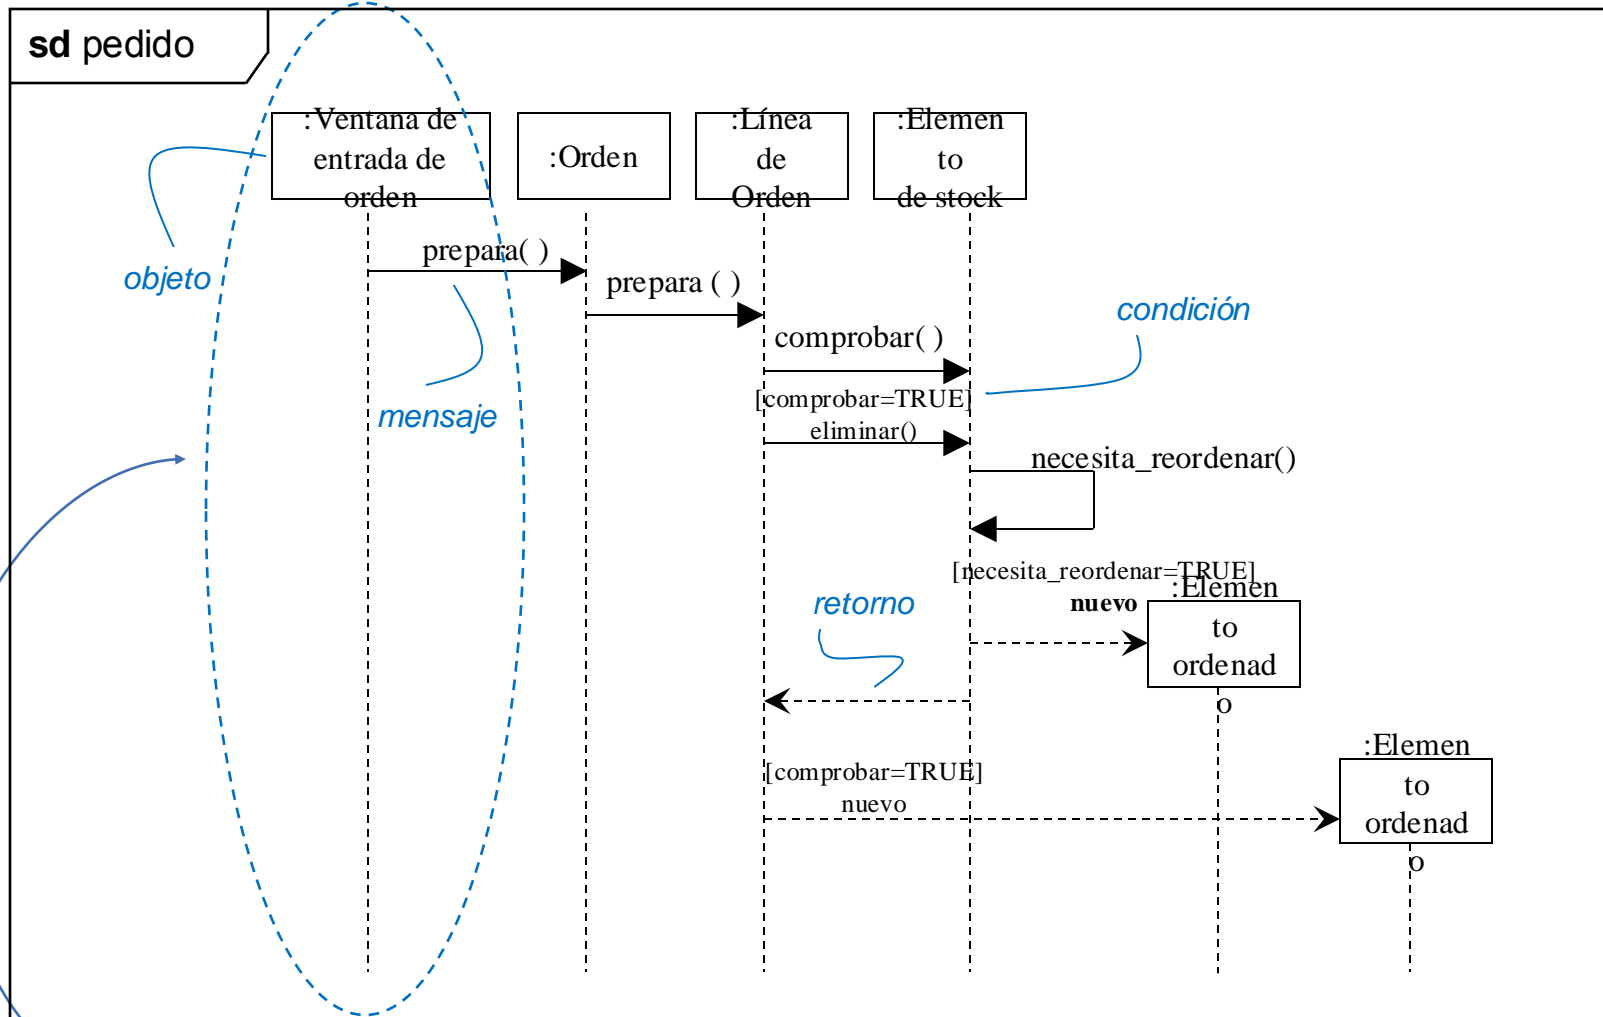 sd pedido
:Ventana de
entrada de
orden
:Orden
:Línea
de
Orden
:Elemen
to
de stock
objeto
prepara( )
prepara ( )
condición
comprobar( )
mensaje
[comprobar=TRUE]
eliminar()
necesita_reordenar()
[necesita_reordenar=TRUE]
nuevo
:Elemen
to
ordenad
o
retorno
[comprobar=TRUE]
nuevo
:Elemen
to
ordenad
o